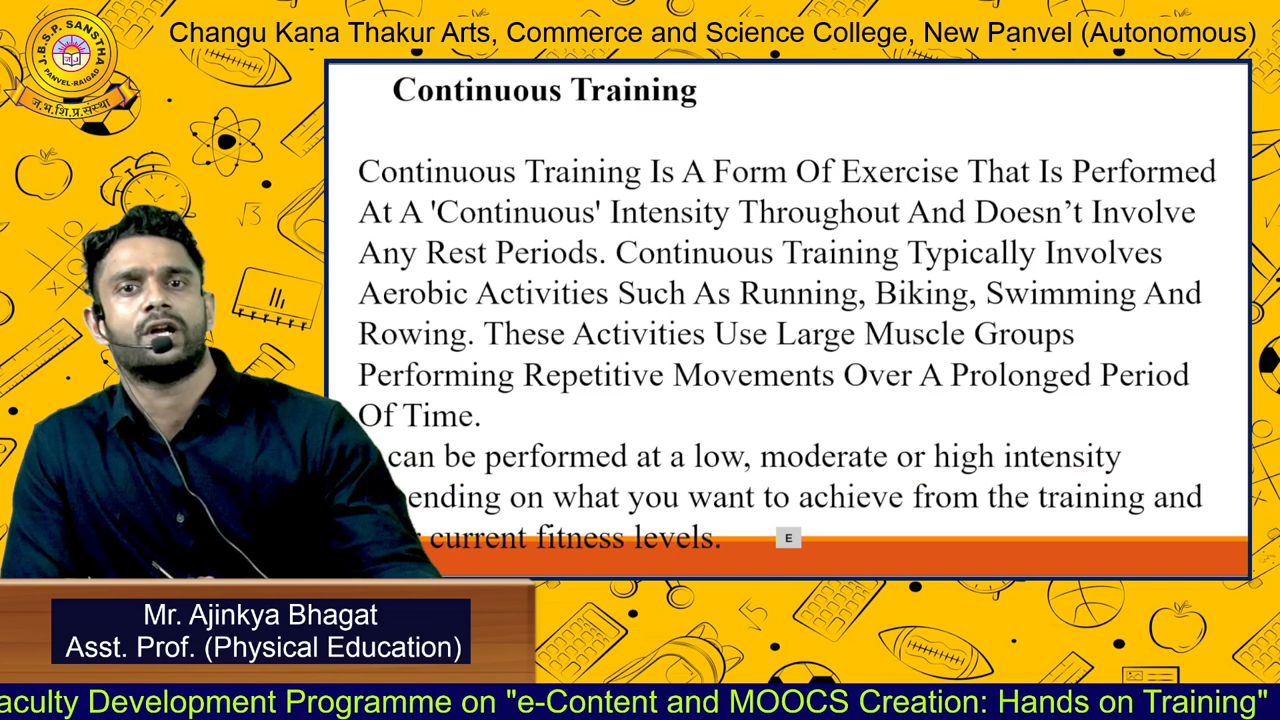 Changu Kana Thakur Arts, Commerce and Science College, New Panvel (Autonomous)
J.B.S.P. SANSTHA
PANVEL-RAIGAD
ज.भ.शि.प्र.संस्था
Continuous Training
Continuous Training Is A Form Of Exercise That Is Performed
At A 'Continuous' Intensity Throughout And Doesn’t Involve
Any Rest Periods. Continuous Training Typically Involves
Aerobic Activities Such As Running, Biking, Swimming And
Rowing. These Activities Use Large Muscle Groups
Performing Repetitive Movements Over A Prolonged Period
Of Time.
can be performed at a low, moderate or high intensity
ending on what you want to achieve from the training and
current fitness levels.
E
Mr. Ajinkya Bhagat
Asst. Prof. (Physical Education)
aculty Development Programme on "e-Content and MOOCS Creation: Hands on Training"